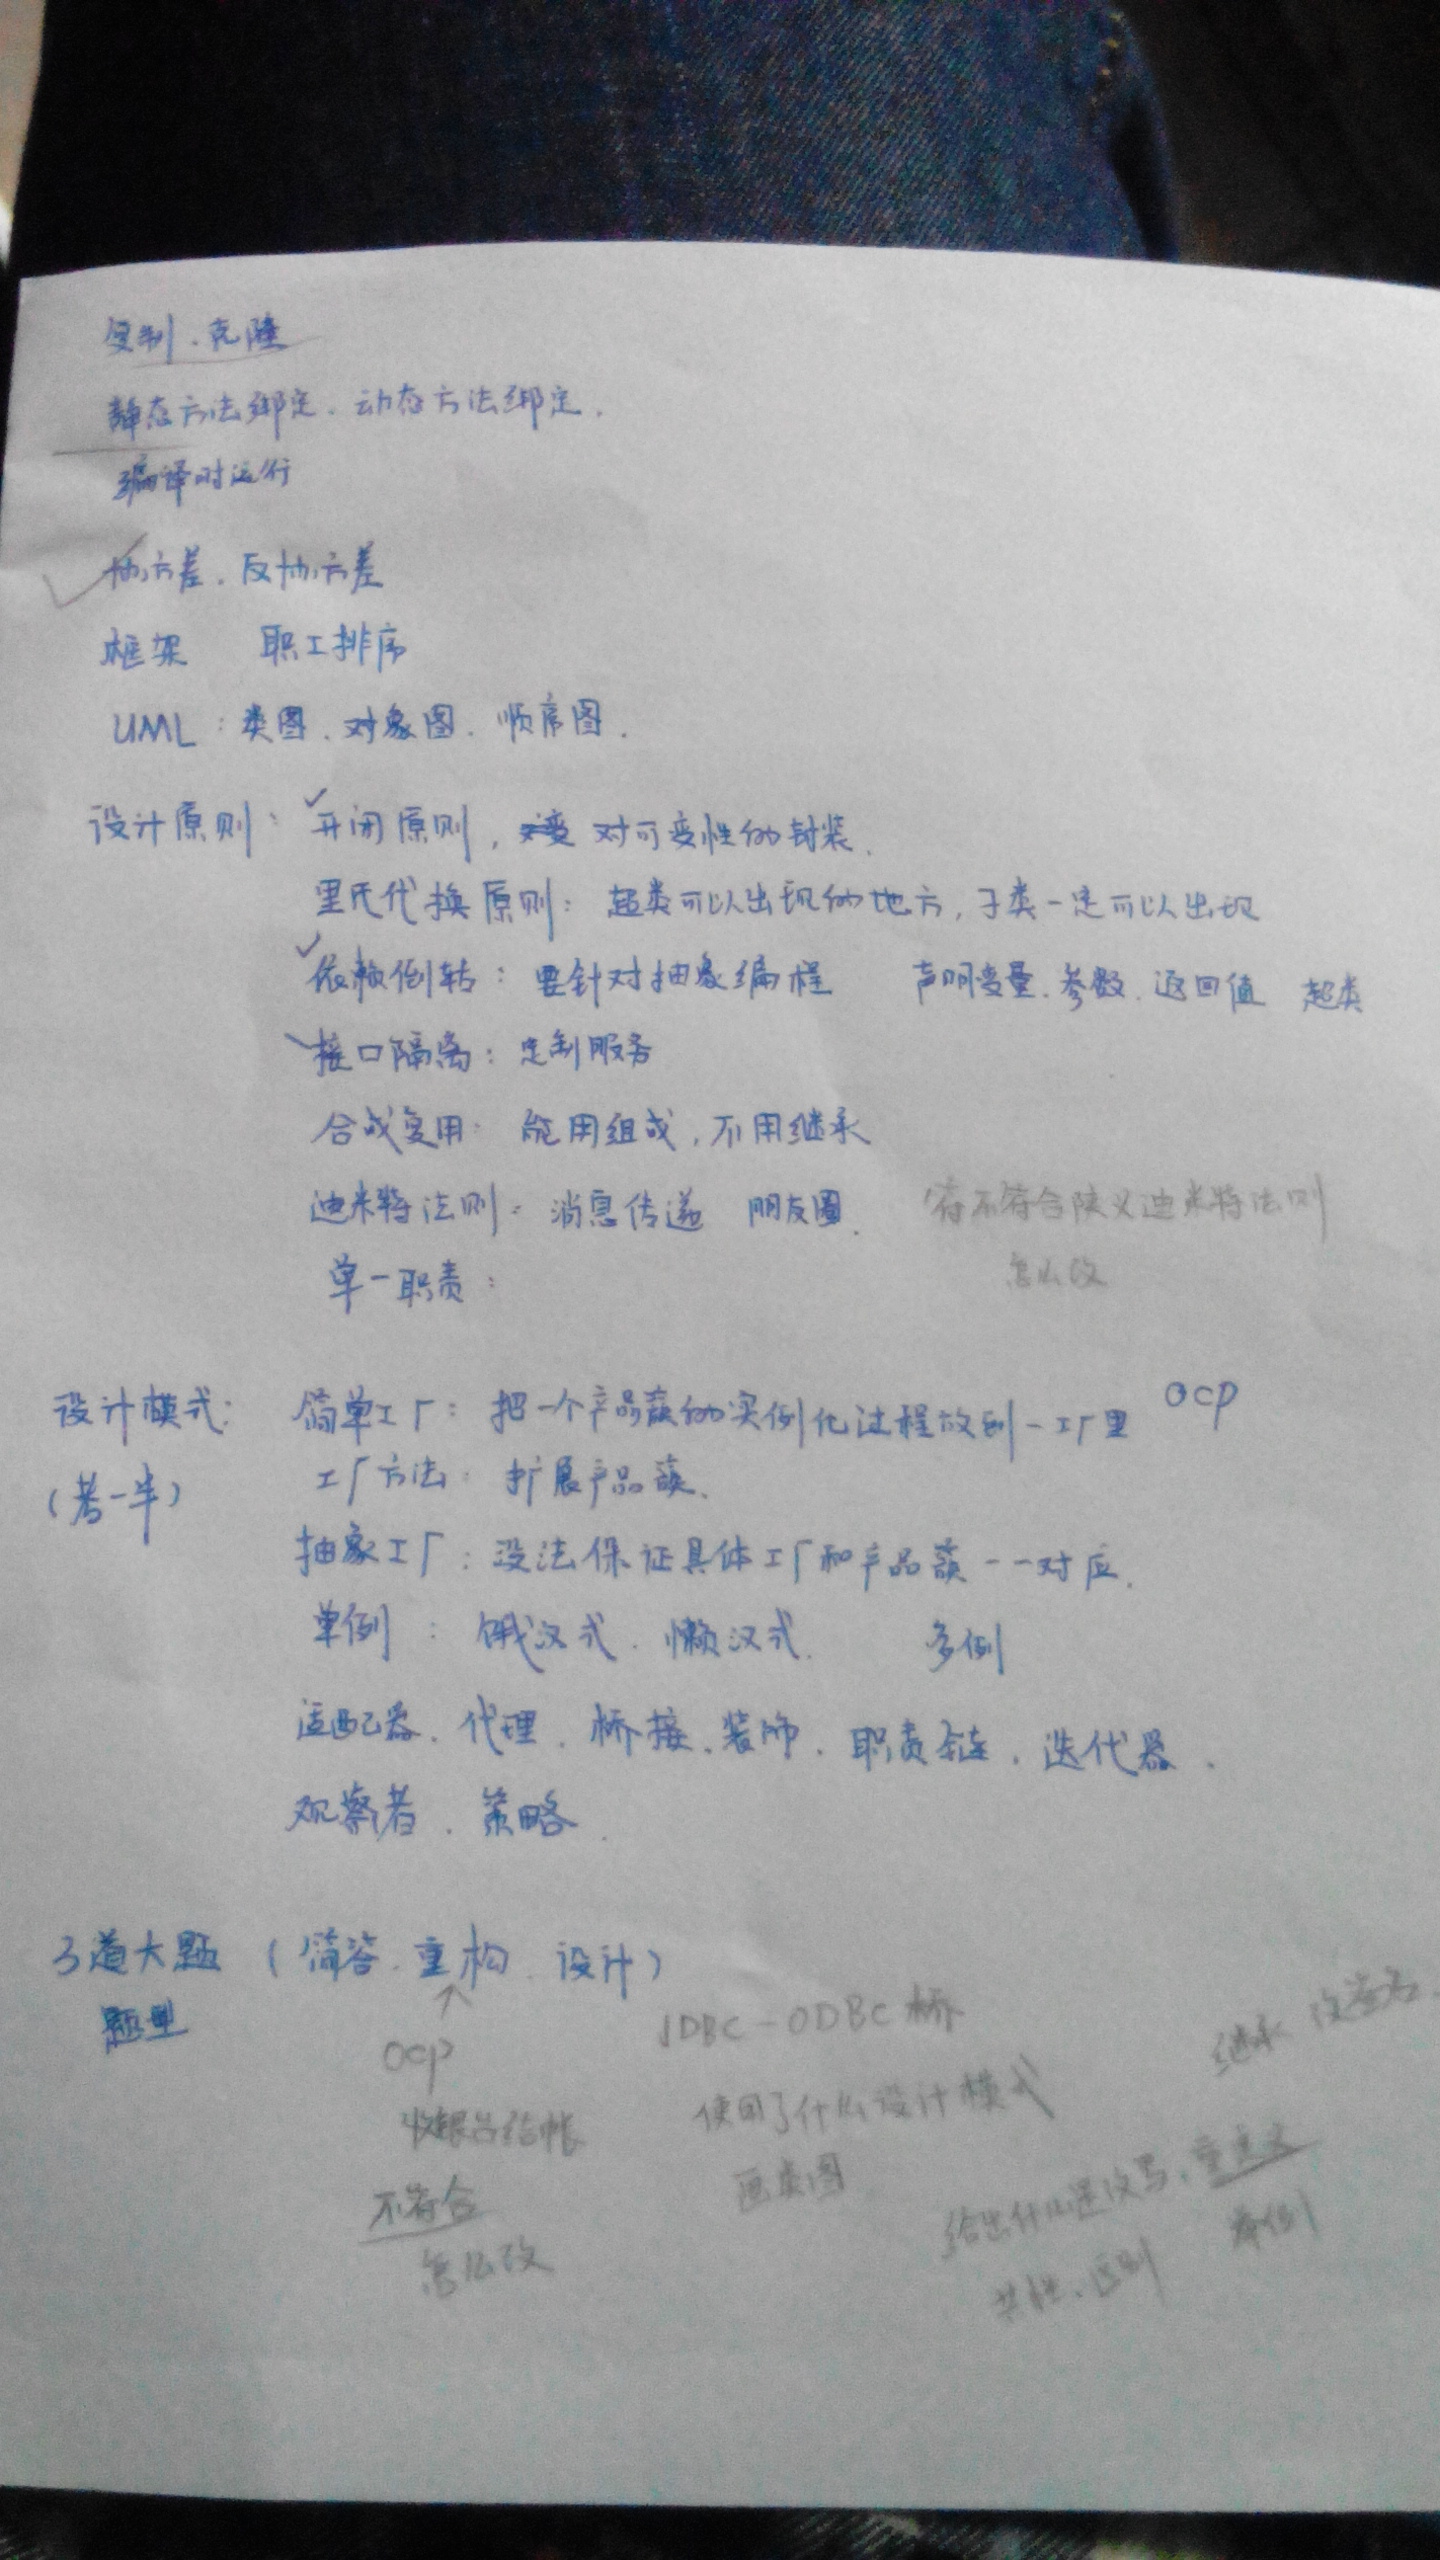 复制、克隆
静态方法绑定、动态方法绑定.
编译时运行
协方差、反协方差
框架 职工排序
UML：类图、对象图、顺序图.
设计原则：开闭原则，对可变性的封装.
里氏代换原则：超类可以出现的地方，子类一定可以出现
依赖倒转：要针对抽象编程 声明变量、参数、返回值 超类
接口隔离：定制服务
合成复用：能用组成，不用继承
迪米特法则：消息传递 朋友圈. 符不符合狭义迪米特法则
怎么改
单一职责：
设计模式：简单工厂：把一个产品簇的实例化过程放到一工厂里 OCP
（考一半） 工厂方法：扩展产品簇.
抽象工厂：没法保证具体工厂和产品簇一一对应.
单例：饿汉式、懒汉式. 多例
适配器、代理、桥接、装饰、职责链、迭代器.
观察者、策略.
3道大题（简答、重构、设计）
题型
OCP JDBC-ODBC桥 继承
收银台结帐 使用了什么设计模式
不符合 画类图 给出什么是改写、重定义
怎么改 共性、区别 举例